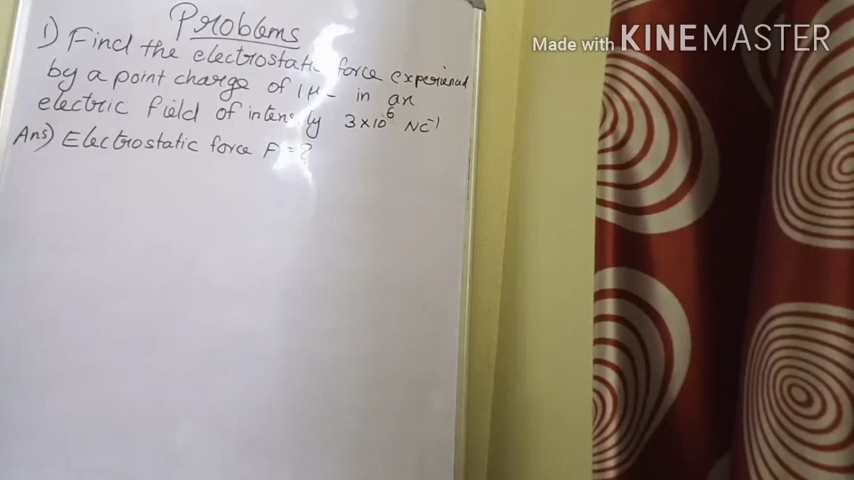 Problems
1) Find the electrostatic force experienced
by a point charge of 1μ in an
electric field of intensity 3×10⁶ NC⁻¹
Ans) Electrostatic force F = ?
Made with KINEMASTER